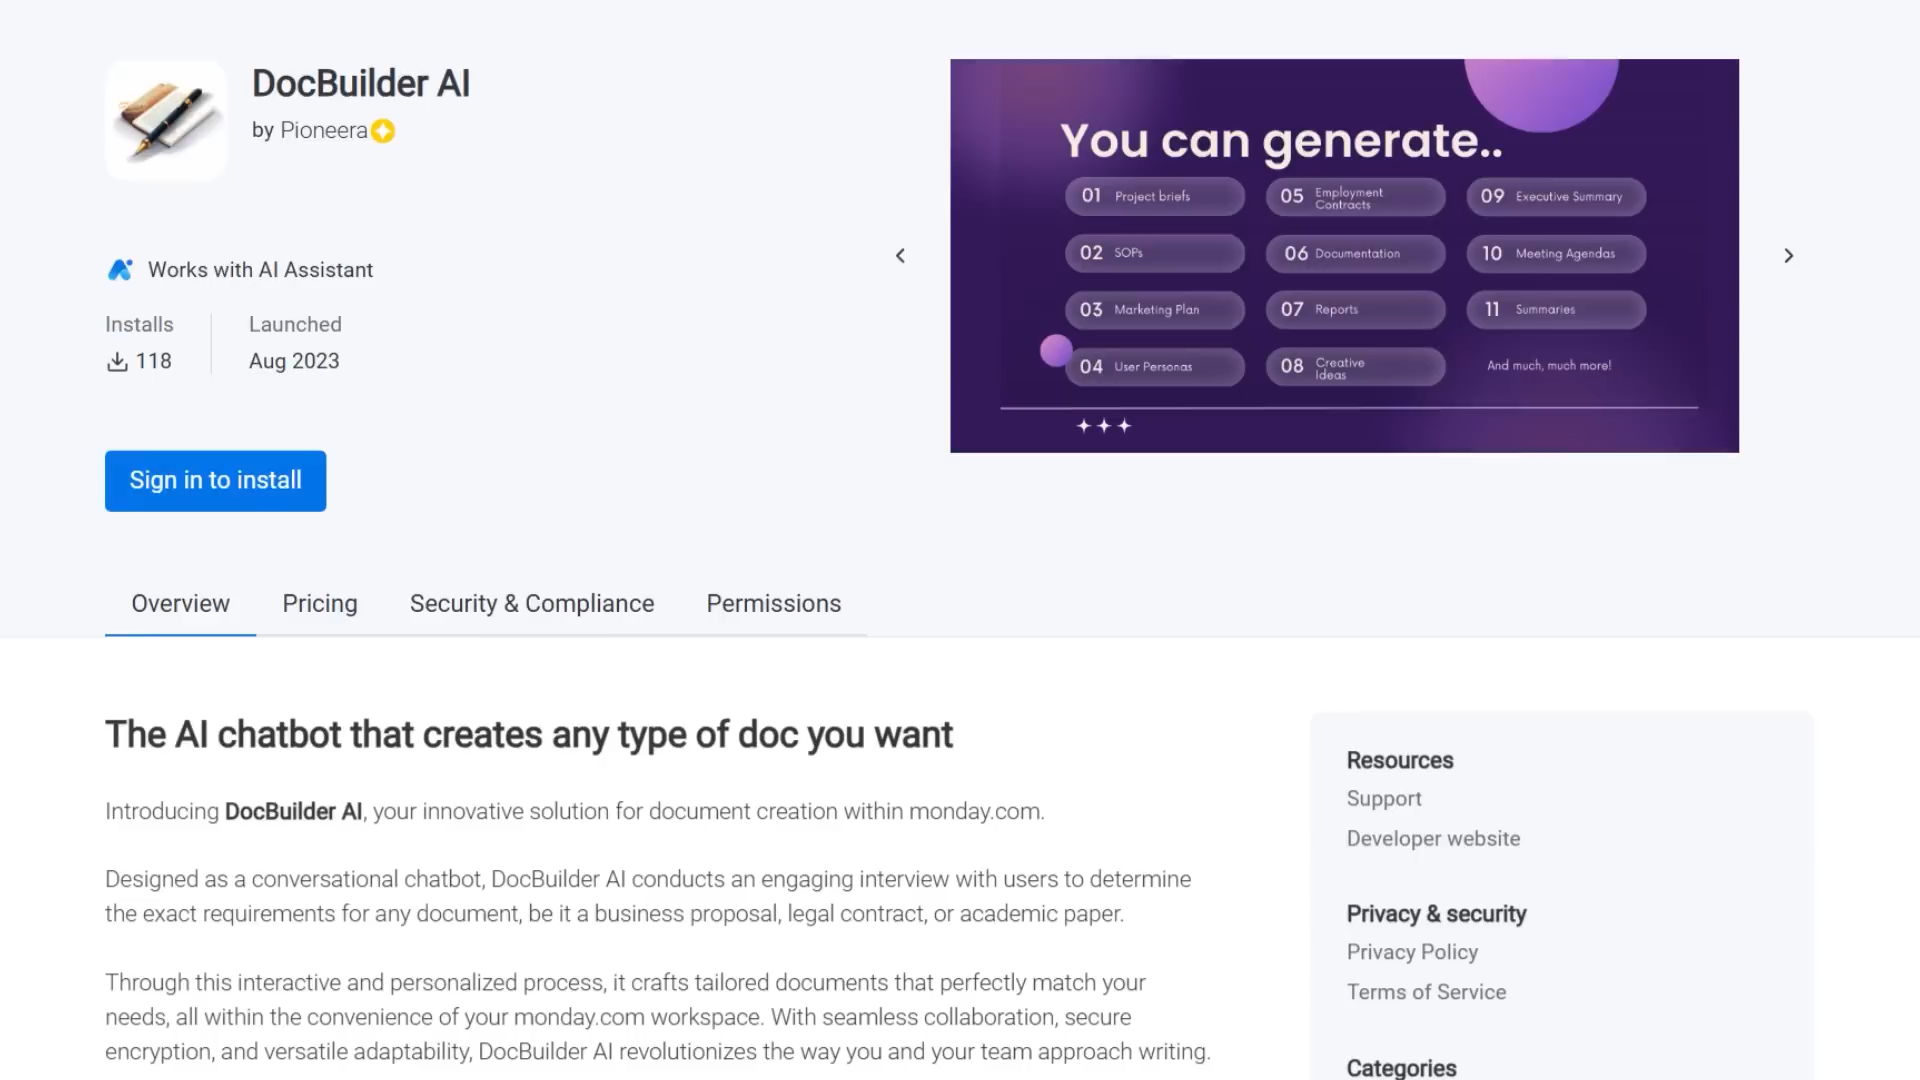 DocBuilder AI
by Pioneera
Works with AI Assistant
Installs
118
Launched
Aug 2023
Sign in to install
You can generate..
01 Project briefs
02 SOPs
03 Marketing Plan
04 User Personas
05 Employment
Contracts
06 Documentation
07 Reports
08 Creative
Ideas
09 Executive Summary
10 Meeting Agendas
11 Summaries
And much, much more!
Overview
Pricing
Security & Compliance
Permissions
The AI chatbot that creates any type of doc you want
Introducing DocBuilder AI, your innovative solution for document creation within monday.com.
Designed as a conversational chatbot, DocBuilder AI conducts an engaging interview with users to determine
the exact requirements for any document, be it a business proposal, legal contract, or academic paper.
Through this interactive and personalized process, it crafts tailored documents that perfectly match your
needs, all within the convenience of your monday.com workspace. With seamless collaboration, secure
encryption, and versatile adaptability, DocBuilder AI revolutionizes the way you and your team approach writing.
Resources
Support
Developer website
Privacy & security
Privacy Policy
Terms of Service
Categories